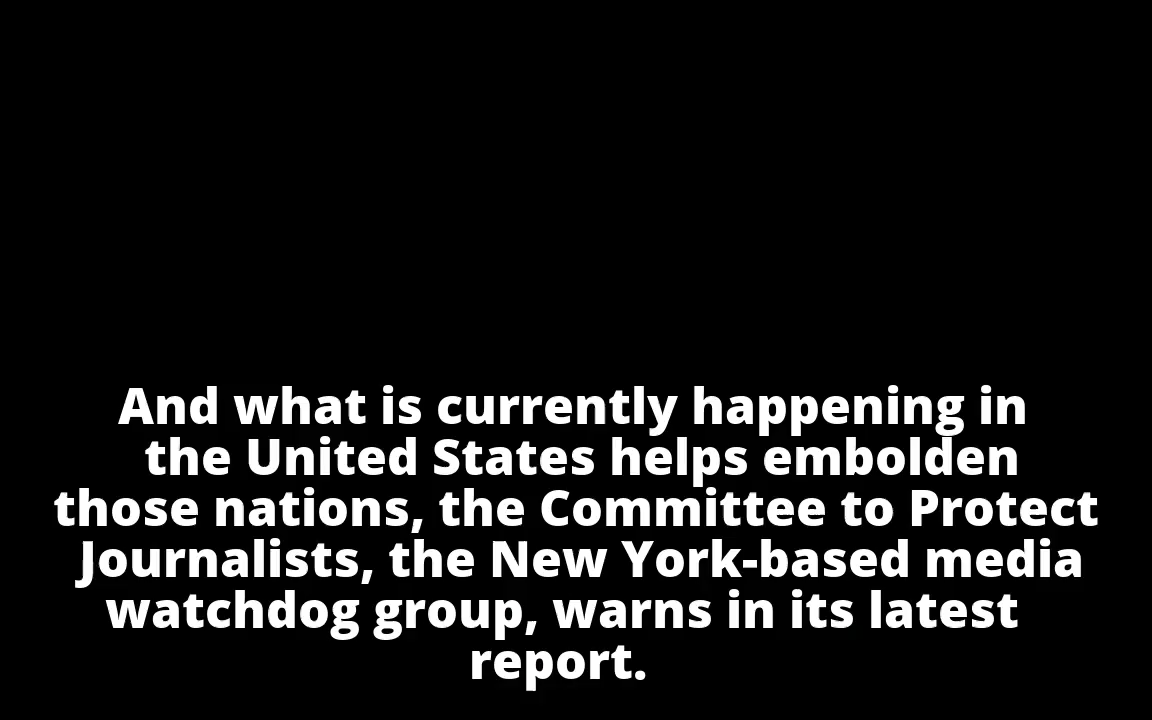 And what is currently happening in
the United States helps embolden
those nations, the Committee to Protect
Journalists, the New York-based media
watchdog group, warns in its latest
report.